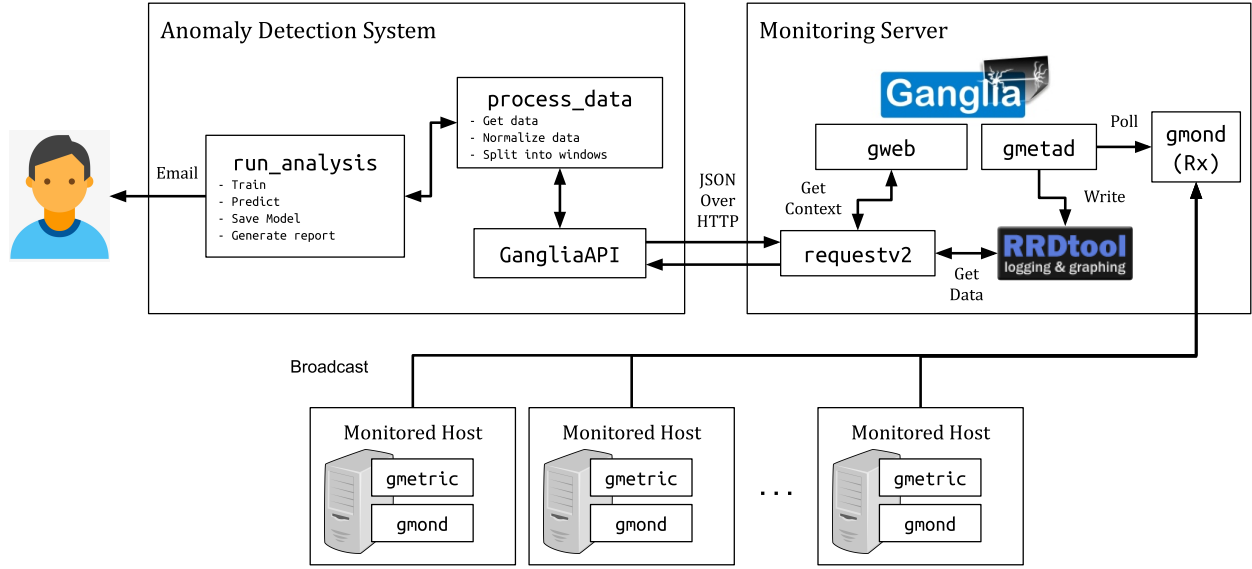 Anomaly Detection System
process_data
- Get data
- Normalize data
- Split into windows
run_analysis
- Train
- Predict
- Save Model
- Generate report
Email
GangliaAPI
JSON
Over
HTTP
Monitoring Server
Ganglia
gweb
gmetad
Poll
gmond
(Rx)
Get
Context
Write
requestv2
RRDtool
logging & graphing
Get
Data
Broadcast
Monitored Host
gmetric
gmond
Monitored Host
gmetric
gmond
...
Monitored Host
gmetric
gmond